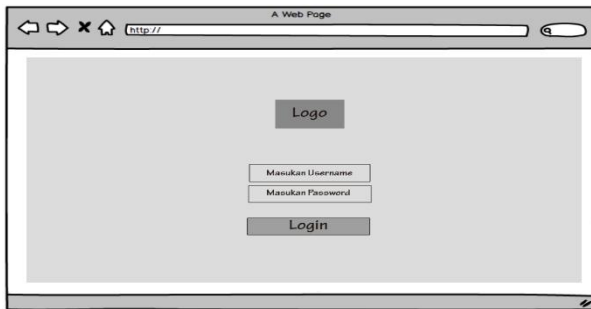 A Web Page
http://
Logo
Masukan Username
Masukan Password
Login